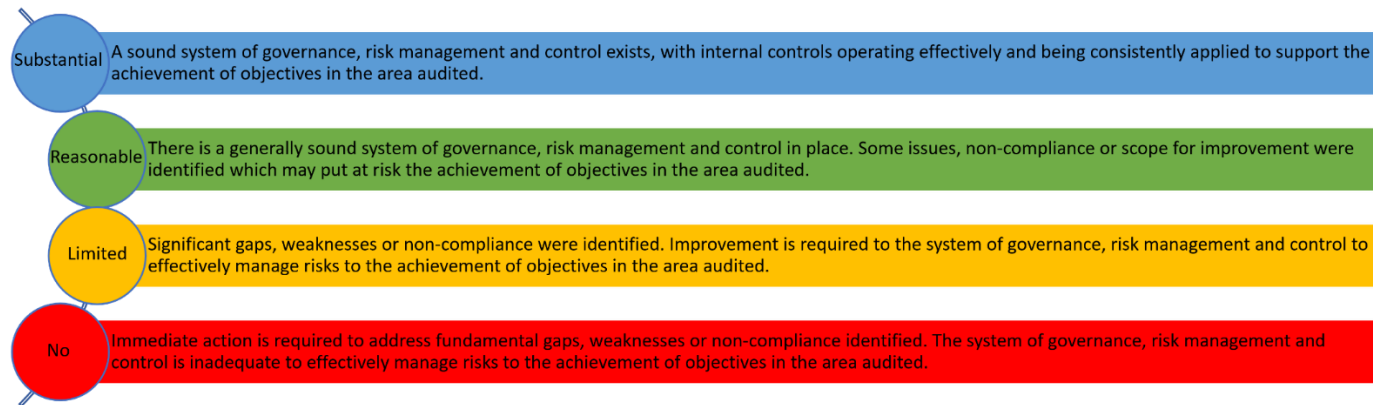 Substantial
A sound system of governance, risk management and control exists, with internal controls operating effectively and being consistently applied to support the
achievement of objectives in the area audited.
Reasonable
There is a generally sound system of governance, risk management and control in place. Some issues, non-compliance or scope for improvement were
identified which may put at risk the achievement of objectives in the area audited.
Limited
Significant gaps, weaknesses or non-compliance were identified. Improvement is required to the system of governance, risk management and control to
effectively manage risks to the achievement of objectives in the area audited.
No
Immediate action is required to address fundamental gaps, weaknesses or non-compliance identified. The system of governance, risk management and
control is inadequate to effectively manage risks to the achievement of objectives in the area audited.